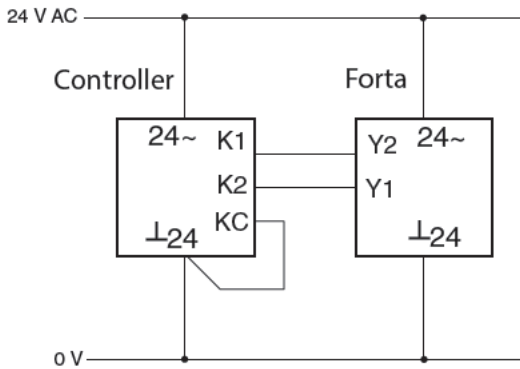 24 V AC
Controller
Forta
24~ K1
K2
KC
⊥24
Y2 24~
Y1
⊥24
0 V